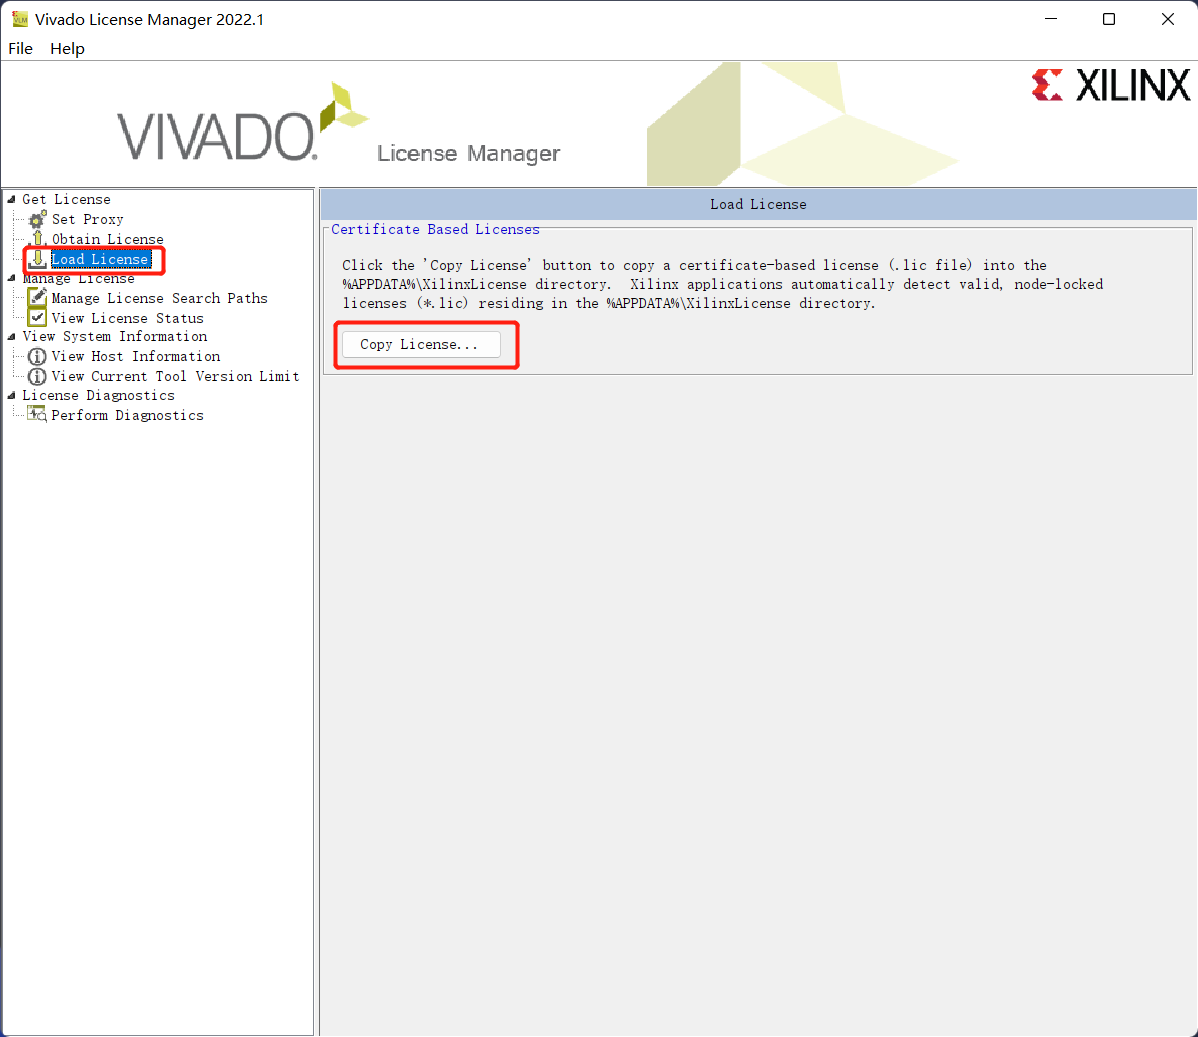 Vivado License Manager 2022.1
File Help
VIVADO.
License Manager
XILINX
Get License
Set Proxy
Obtain License
Load License
Manage License
Manage License Search Paths
View License Status
View System Information
View Host Information
View Current Tool Version Limit
License Diagnostics
Perform Diagnostics
Load License
Certificate Based Licenses
Click the 'Copy License' button to copy a certificate-based license (.lic file) into the
%APPDATA%\XilinxLicense directory.  Xilinx applications automatically detect valid, node-locked
licenses (*.lic) residing in the %APPDATA%\XilinxLicense directory.
Copy License...